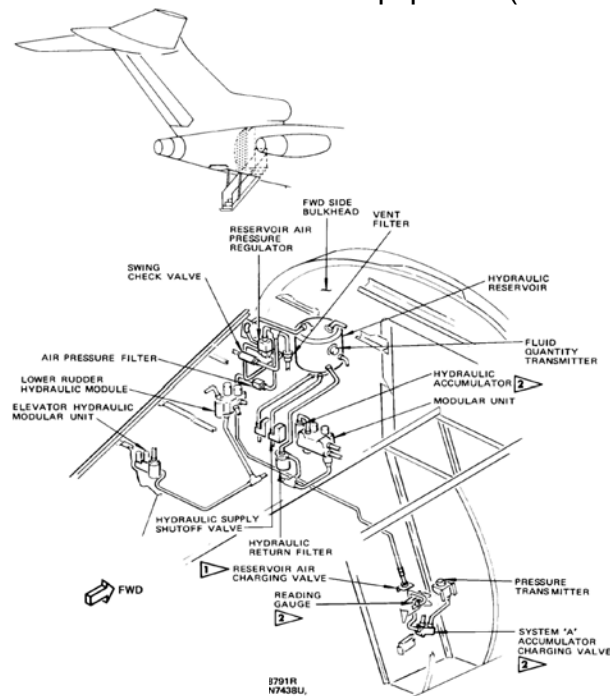 FWD SIDE
BULKHEAD
VENT
FILTER
RESERVOIR AIR
PRESSURE
REGULATOR
SWING
CHECK VALVE
HYDRAULIC
RESERVOIR
AIR PRESSURE FILTER
FLUID
QUANTITY
TRANSMITTER
LOWER RUDDER
HYDRAULIC MODULE
HYDRAULIC
ACCUMULATOR 2
ELEVATOR HYDRAULIC
MODULAR UNIT
MODULAR UNIT
HYDRAULIC SUPPLY
SHUTOFF VALVE
HYDRAULIC
RETURN FILTER
1 RESERVOIR AIR
CHARGING VALVE
FWD
READING
GAUGE
2
PRESSURE
TRANSMITTER
SYSTEM "A"
ACCUMULATOR
CHARGING VALVE
2
N7438U,